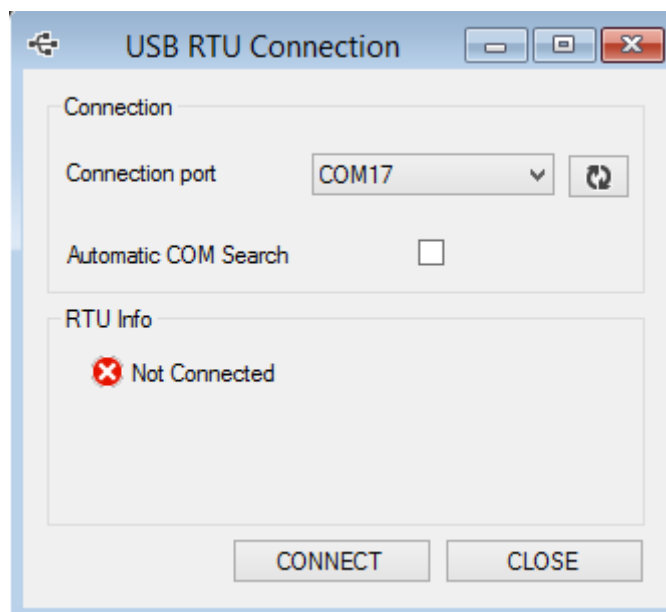 USB RTU Connection
Connection
Connection port COM17
Automatic COM Search
RTU Info
Not Connected
CONNECT CLOSE